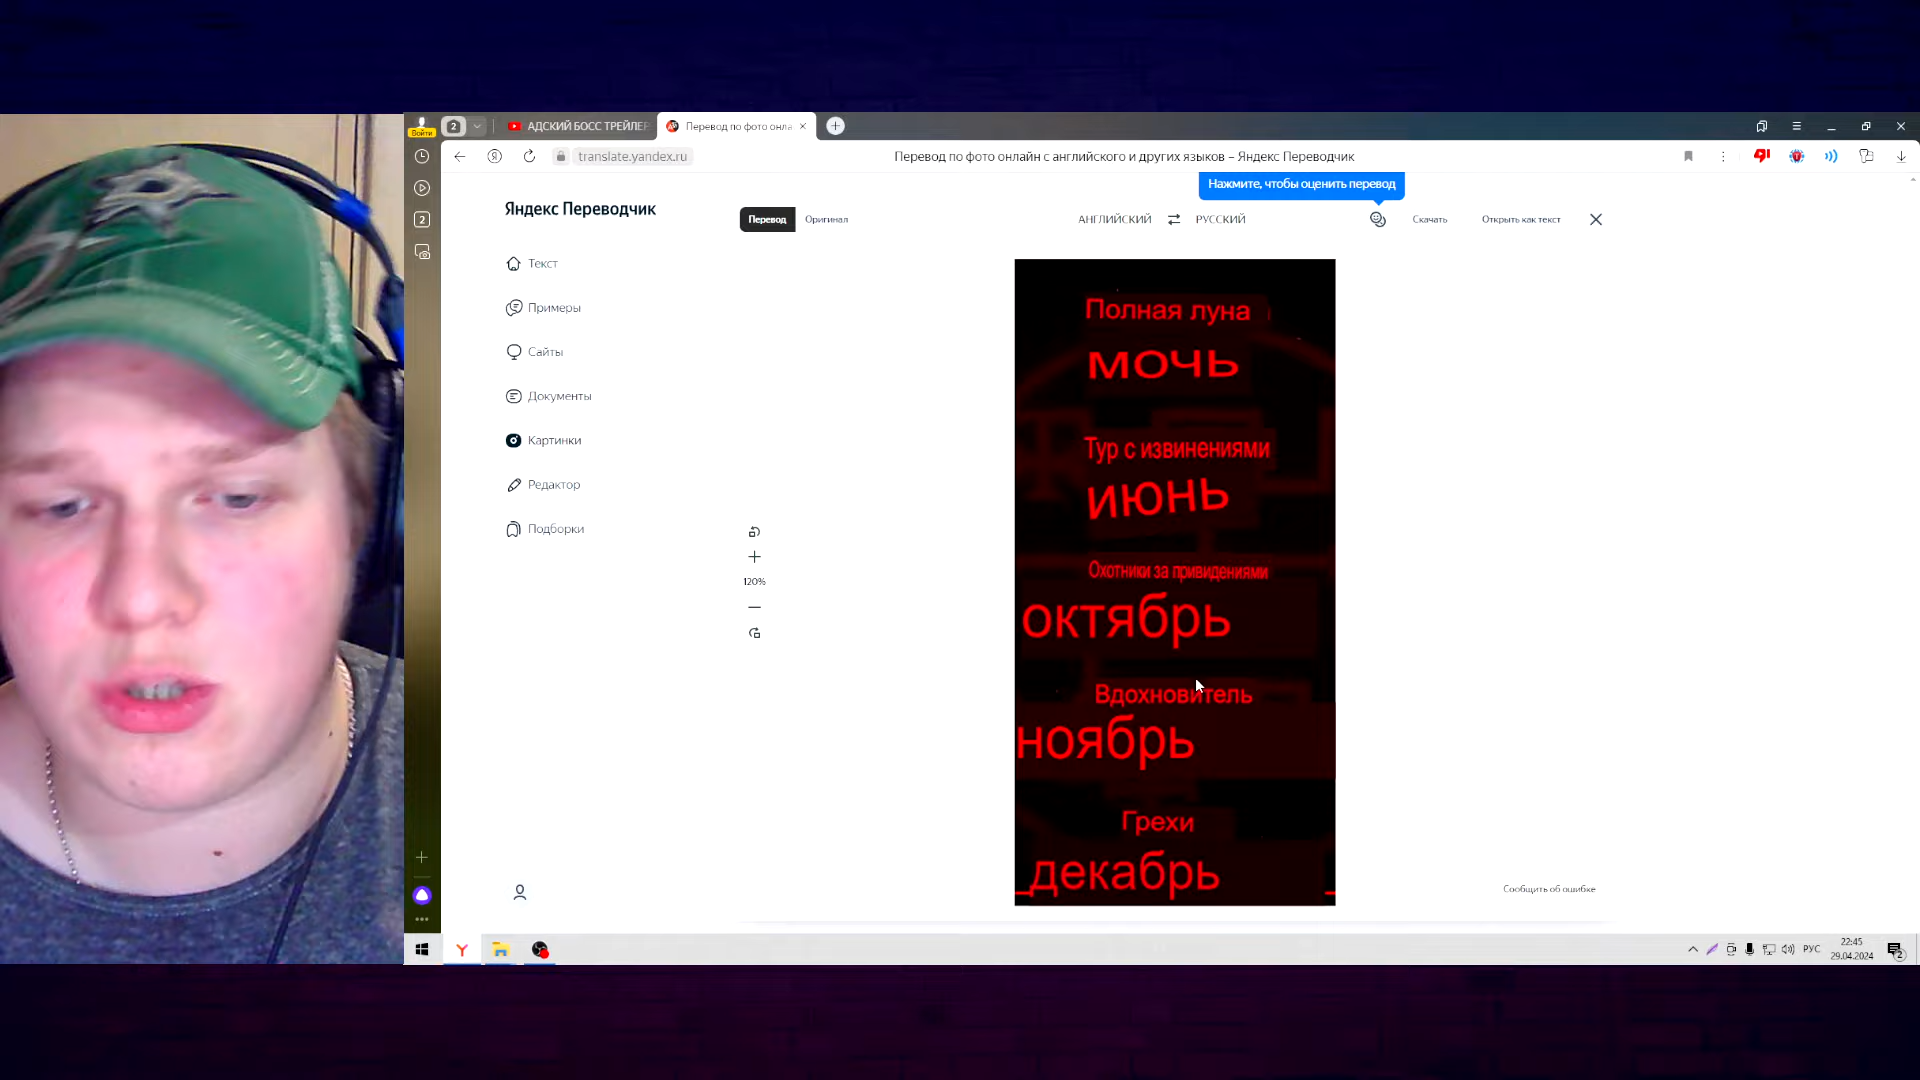 Войти
2
АДСКИЙ БОСС ТРЕЙЛЕР
Перевод по фото онла
translate.yandex.ru
Перевод по фото онлайн с английского и других языков – Яндекс Переводчик
Нажмите, чтобы оценить перевод
Яндекс Переводчик
Перевод
Оригинал
АНГЛИЙСКИЙ
РУССКИЙ
Скачать
Открыть как текст
2
Текст
Примеры
Сайты
Документы
Картинки
Редактор
Подборки
120%
Полная луна
мочь
Тур с извинениями
июнь
Охотники за привидениями
октябрь
Вдохновитель
ноябрь
Грехи
декабрь
Сообщить об ошибке
РУС
22:45
29.04.2024
2